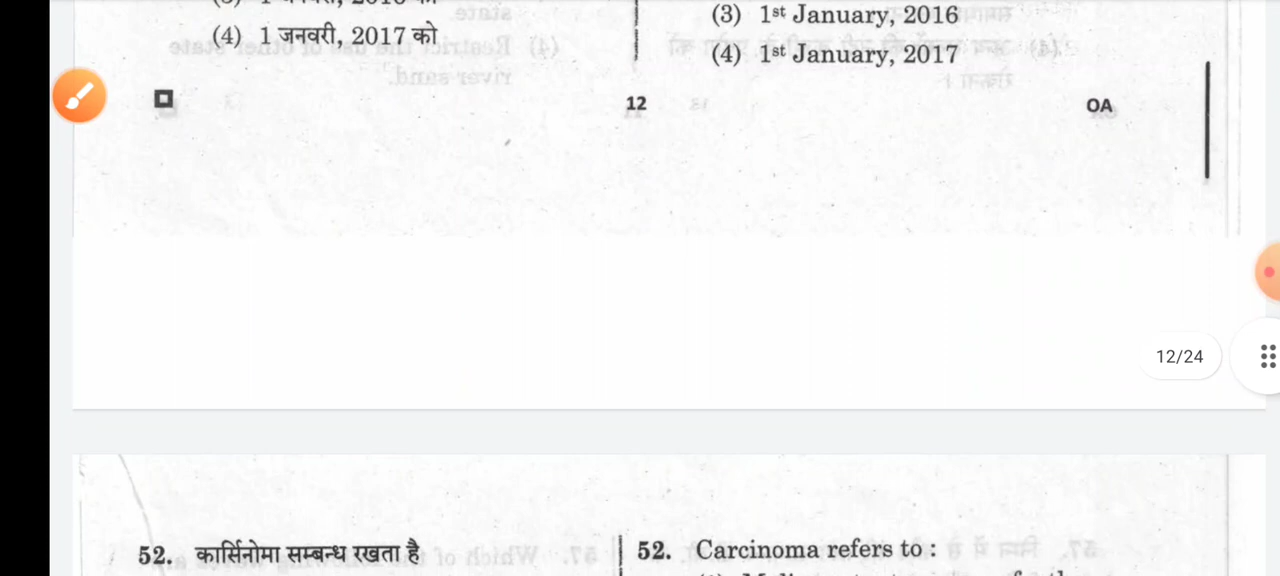 (4) 1 जनवरी, 2017 को
(3) 1st January, 2016
(4) 1st January, 2017
12
OA
12/24
52. कार्सिनोमा सम्बन्ध रखता है
52. Carcinoma refers to :